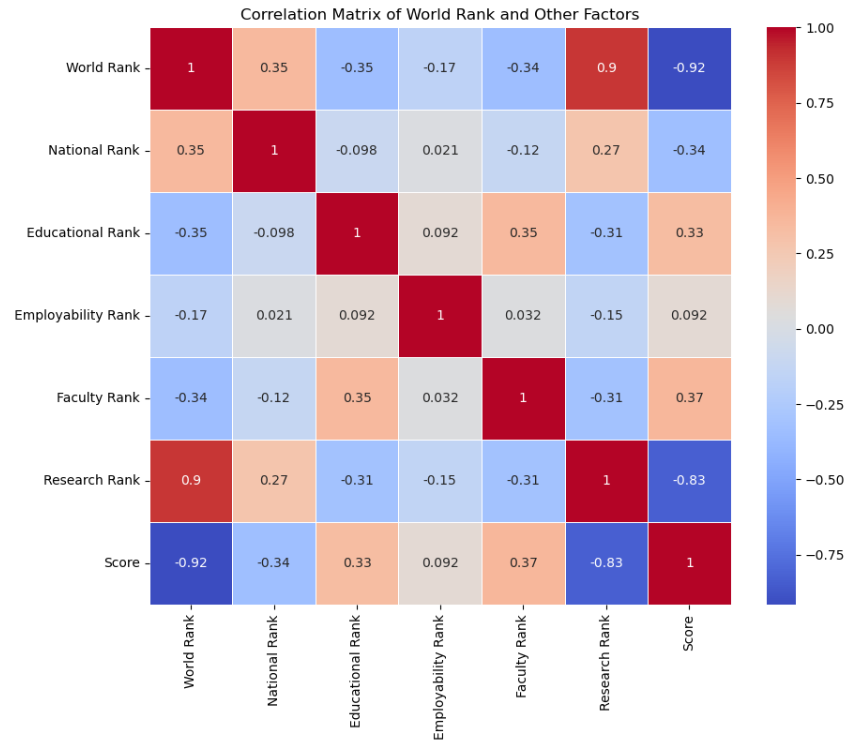 Correlation Matrix of World Rank and Other Factors
World Rank 1 0.35 -0.35 -0.17 -0.34 0.9 -0.92
National Rank 0.35 1 -0.098 0.021 -0.12 0.27 -0.34
Educational Rank -0.35 -0.098 1 0.092 0.35 -0.31 0.33
Employability Rank -0.17 0.021 0.092 1 0.032 -0.15 0.092
Faculty Rank -0.34 -0.12 0.35 0.032 1 -0.31 0.37
Research Rank 0.9 0.27 -0.31 -0.15 -0.31 1 -0.83
Score -0.92 -0.34 0.33 0.092 0.37 -0.83 1
World Rank
National Rank
Educational Rank
Employability Rank
Faculty Rank
Research Rank
Score
1.00
0.75
0.50
0.25
0.00
−0.25
−0.50
−0.75